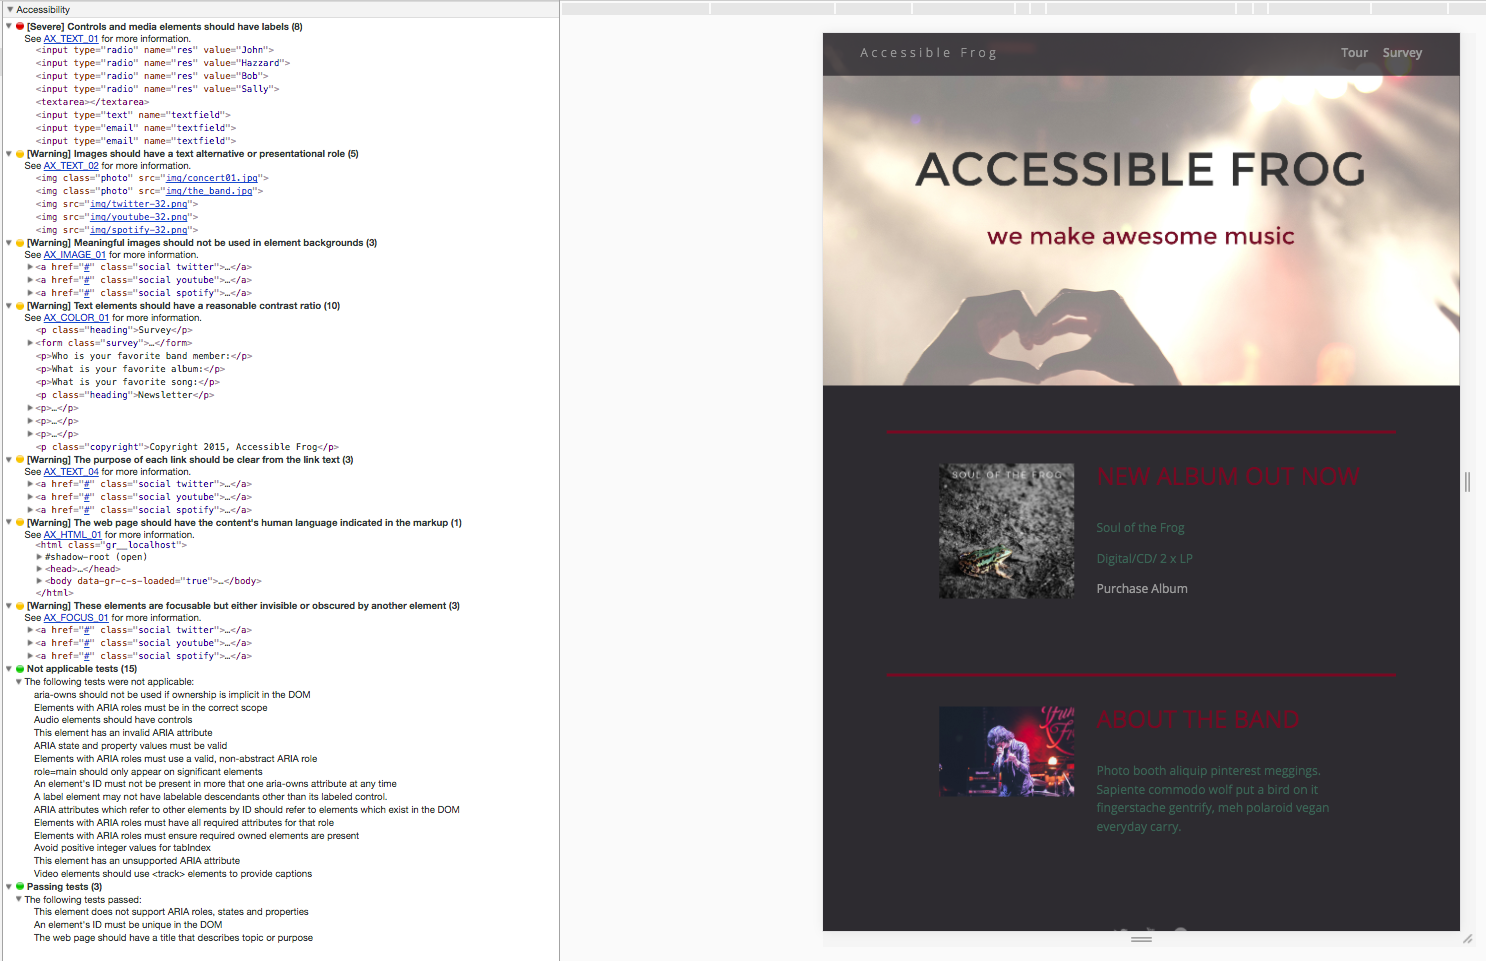 Accessibility
[Severe] Controls and media elements should have labels (8)
See AX_TEXT_01 for more information.
<input type="radio" name="res" value="John">
<input type="radio" name="res" value="Hazzard">
<input type="radio" name="res" value="Bob">
<input type="radio" name="res" value="Sally">
<textarea></textarea>
<input type="text" name="textfield">
<input type="email" name="textfield">
<input type="email" name="textfield">
[Warning] Images should have a text alternative or presentational role (5)
See AX_TEXT_02 for more information.
<img class="photo" src="img/concert01.jpg">
<img class="photo" src="img/the_band.jpg">
<img src="img/twitter-32.png">
<img src="img/youtube-32.png">
<img src="img/spotify-32.png">
[Warning] Meaningful images should not be used in element backgrounds (3)
See AX_IMAGE_01 for more information.
<a href="#" class="social twitter">…</a>
<a href="#" class="social youtube">…</a>
<a href="#" class="social spotify">…</a>
[Warning] Text elements should have a reasonable contrast ratio (10)
See AX_COLOR_01 for more information.
<p class="heading">Survey</p>
<form class="survey">…</form>
<p>Who is your favorite band member:</p>
<p>What is your favorite album:</p>
<p>What is your favorite song:</p>
<p class="heading">Newsletter</p>
<p>…</p>
<p>…</p>
<p>…</p>
<p class="copyright">Copyright 2015, Accessible Frog</p>
[Warning] The purpose of each link should be clear from the link text (3)
See AX_TEXT_04 for more information.
<a href="#" class="social twitter">…</a>
<a href="#" class="social youtube">…</a>
<a href="#" class="social spotify">…</a>
[Warning] The web page should have the content's human language indicated in the markup (1)
See AX_HTML_01 for more information.
<html class="gr__localhost">
#shadow-root (open)
<head>…</head>
<body data-gr-c-s-loaded="true">…</body>
</html>
[Warning] These elements are focusable but either invisible or obscured by another element (3)
See AX_FOCUS_01 for more information.
<a href="#" class="social twitter">…</a>
<a href="#" class="social youtube">…</a>
<a href="#" class="social spotify">…</a>
Not applicable tests (15)
The following tests were not applicable:
aria-owns should not be used if ownership is implicit in the DOM
Elements with ARIA roles must be in the correct scope
Audio elements should have controls
This element has an invalid ARIA attribute
ARIA state and property values must be valid
Elements with ARIA roles must use a valid, non-abstract ARIA role
role=main should only appear on significant elements
An element's ID must not be present in more that one aria-owns attribute at any time
A label element may not have labelable descendants other than its labeled control.
ARIA attributes which refer to other elements by ID should refer to elements which exist in the DOM
Elements with ARIA roles must have all required attributes for that role
Elements with ARIA roles must ensure required owned elements are present
Avoid positive integer values for tabIndex
This element has an unsupported ARIA attribute
Video elements should use <track> elements to provide captions
Passing tests (3)
The following tests passed:
This element does not support ARIA roles, states and properties
An element's ID must be unique in the DOM
The web page should have a title that describes topic or purpose
Accessible Frog
Tour Survey
ACCESSIBLE FROG
we make awesome music
SOUL OF THE FROG
NEW ALBUM OUT NOW
Soul of the Frog
Digital/CD/ 2 x LP
Purchase Album
ABOUT THE BAND
Photo booth aliquip pinterest meggings.
Sapiente commodo wolf put a bird on it
fingerstache gentrify, meh polaroid vegan
everyday carry.